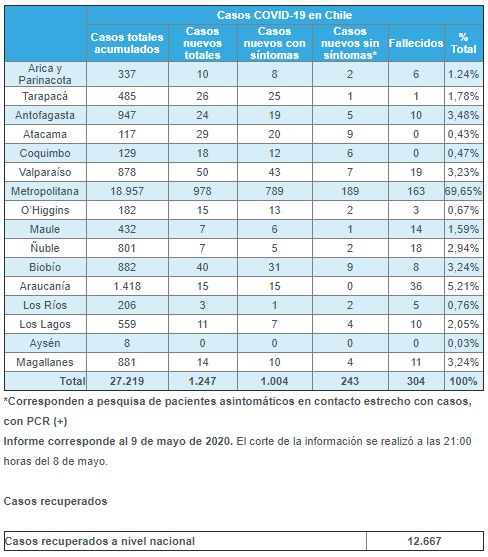 Casos COVID-19 en Chile
Casos totales acumulados Casos nuevos totales Casos nuevos con síntomas Casos nuevos sin síntomas* Fallecidos % Total
Arica y Parinacota 337 10 8 2 6 1.24%
Tarapacá 485 26 25 1 1 1,78%
Antofagasta 947 24 19 5 10 3,48%
Atacama 117 29 20 9 0 0,43%
Coquimbo 129 18 12 6 0 0,47%
Valparaíso 878 50 43 7 19 3,23%
Metropolitana 18.957 978 789 189 163 69,65%
O'Higgins 182 15 13 2 3 0,67%
Maule 432 7 6 1 14 1,59%
Ñuble 801 7 5 2 18 2,94%
Biobío 882 40 31 9 8 3,24%
Araucanía 1.418 15 15 0 36 5,21%
Los Ríos 206 3 1 2 5 0,76%
Los Lagos 559 11 7 4 10 2,05%
Aysén 8 0 0 0 0 0,03%
Magallanes 881 14 10 4 11 3,24%
Total 27.219 1.247 1.004 243 304 100%
*Corresponden a pesquisa de pacientes asintomáticos en contacto estrecho con casos,
con PCR (+)
Informe corresponde al 9 de mayo de 2020. El corte de la información se realizó a las 21:00
horas del 8 de mayo.
Casos recuperados
Casos recuperados a nivel nacional 12.667